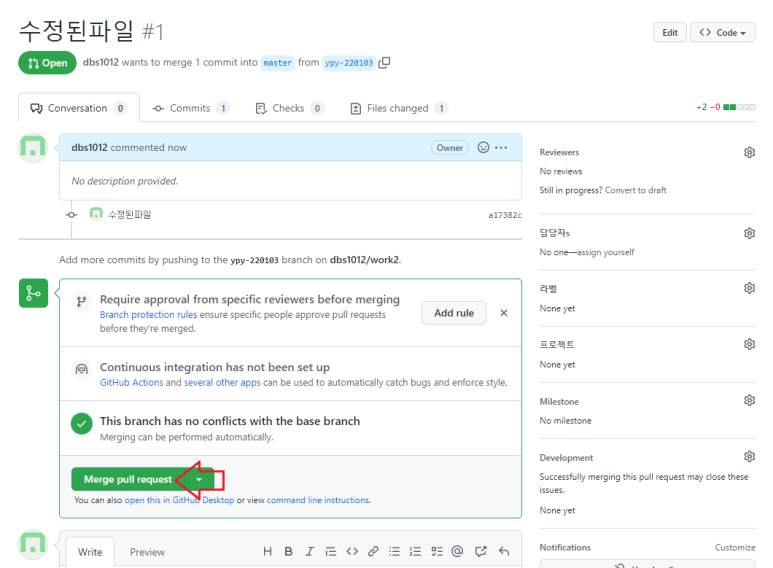 수정된파일 #1
Edit
Code
Open
dbs1012 wants to merge 1 commit into master from ypy-220103
Conversation 0
Commits 1
Checks 0
Files changed 1
+2 −0
dbs1012 commented now
Owner
No description provided.
수정된파일
a17382c
Add more commits by pushing to the ypy-220103 branch on dbs1012/work2.
Require approval from specific reviewers before merging
Branch protection rules ensure specific people approve pull requests
before they're merged.
Add rule
Continuous integration has not been set up
GitHub Actions and several other apps can be used to automatically catch bugs and enforce style.
This branch has no conflicts with the base branch
Merging can be performed automatically.
Merge pull request
You can also open this in GitHub Desktop or view command line instructions.
Write
Preview
Reviewers
No reviews
Still in progress? Convert to draft
담당자s
No one—assign yourself
라벨
None yet
프로젝트
None yet
Milestone
No milestone
Development
Successfully merging this pull request may close these
issues.
None yet
Notifications
Customize